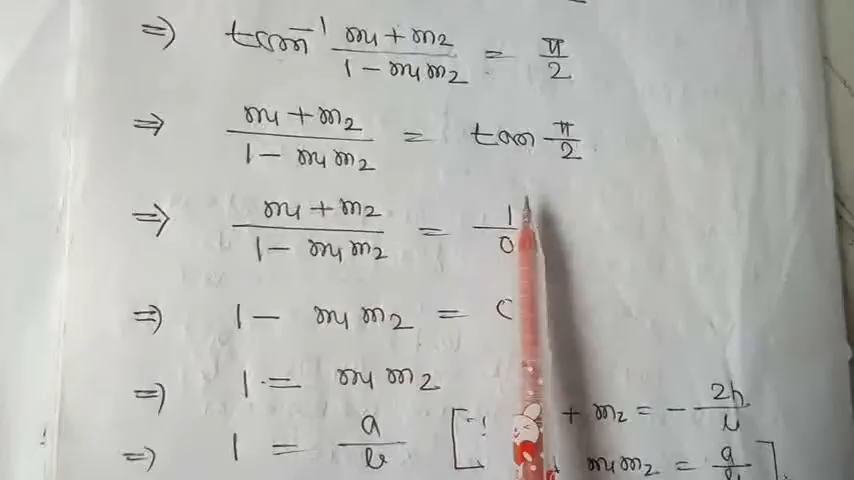 ⇒ tan⁻¹ (m₁ + m₂)/(1 − m₁m₂) = π/2
⇒ (m₁ + m₂)/(1 − m₁m₂) = tan π/2
⇒ (m₁ + m₂)/(1 − m₁m₂) = 1/0
⇒ 1 − m₁m₂ =
⇒ 1 = m₁m₂
⇒ 1 = a/b [∵ + m₂ = − 2h/b
m₁m₂ = a/b ]